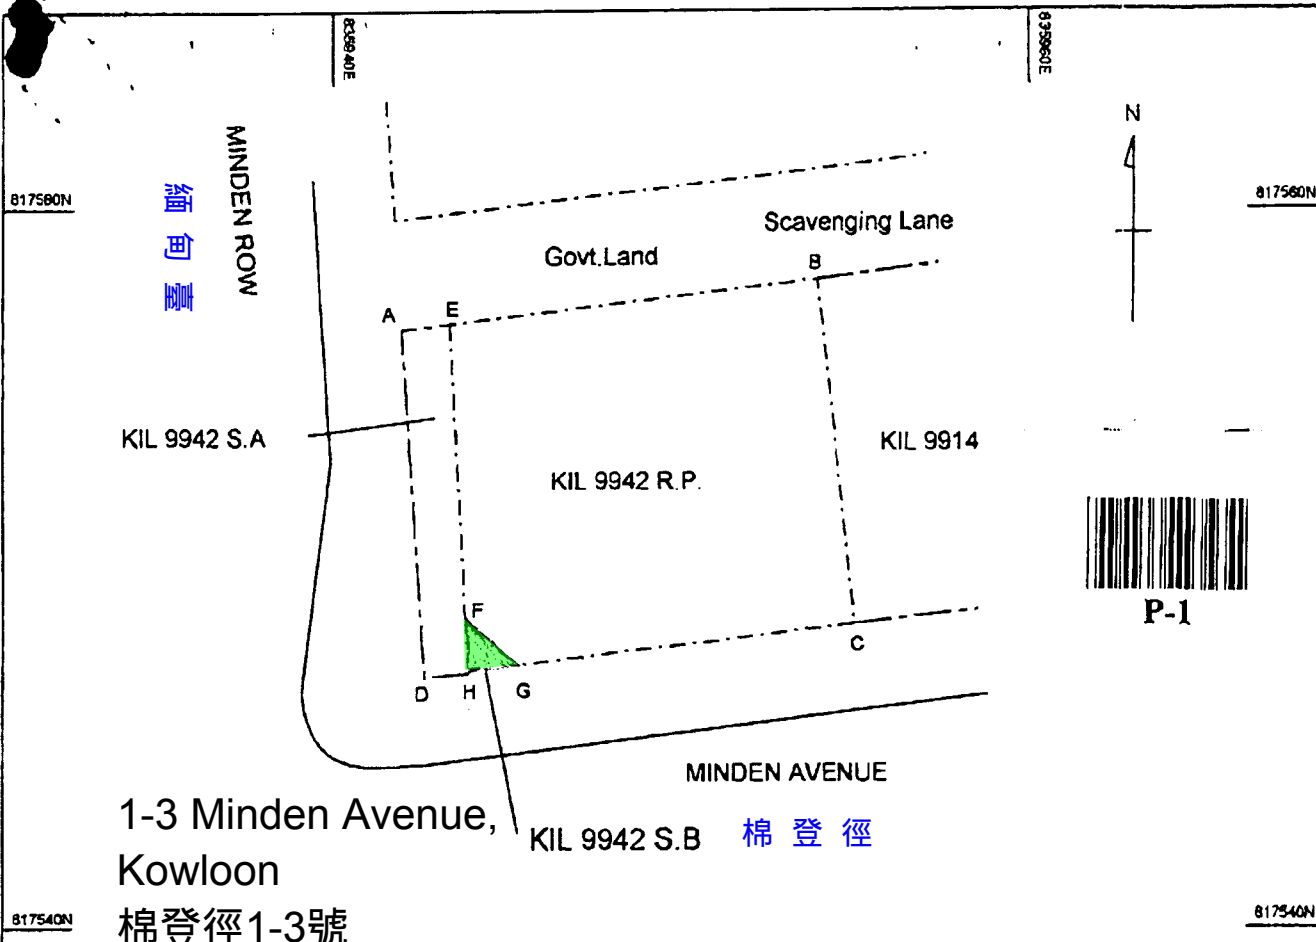 835940E
835960E
N
MINDEN ROW
緬甸臺
817580N
817560N
Scavenging Lane
Govt.Land
B
A
E
KIL 9942 S.A
KIL 9914
KIL 9942 R.P.
P-1
F
C
D
H
G
MINDEN AVENUE
1-3 Minden Avenue,
KIL 9942 S.B
棉登徑
Kowloon
817540N
817540N
棉登徑1-3號